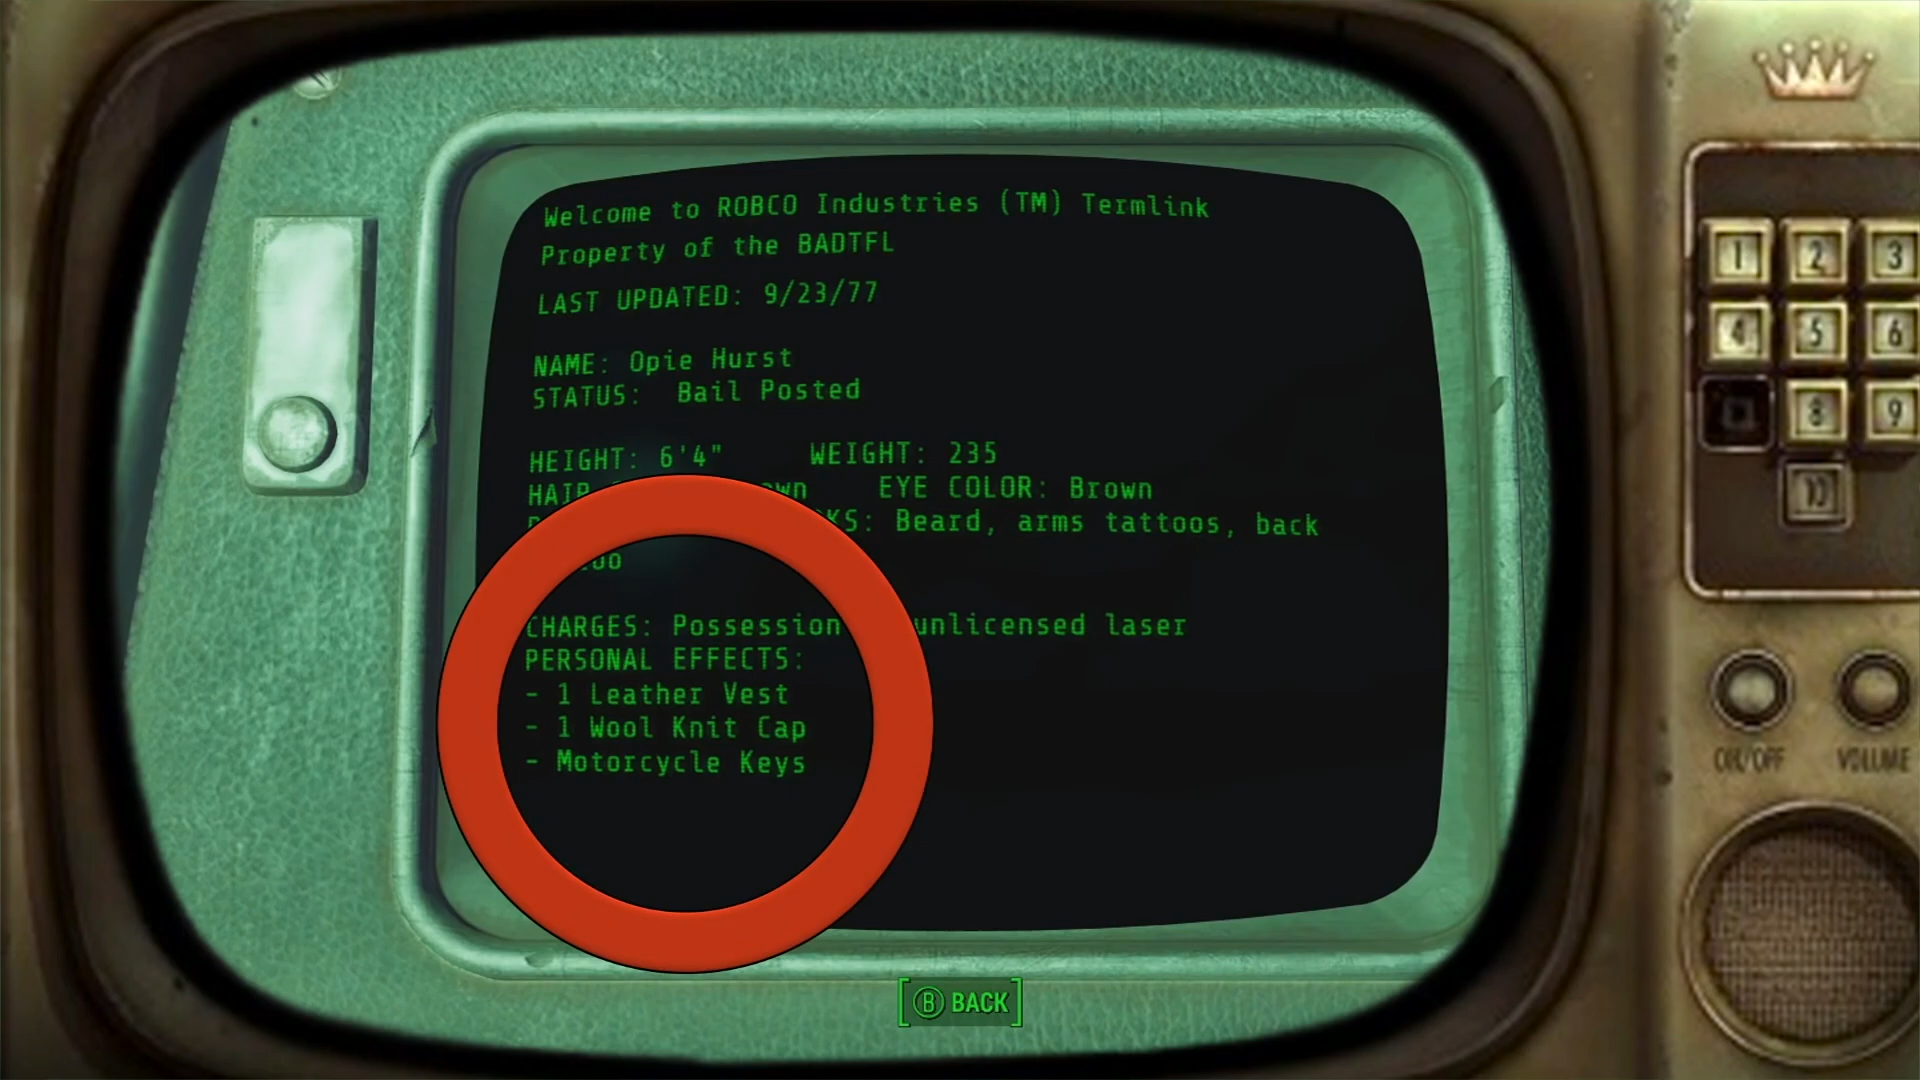 Welcome to ROBCO Industries (TM) Termlink
Property of the BADTFL
LAST UPDATED: 9/23/77
NAME: Opie Hurst
STATUS: Bail Posted
HEIGHT: 6'4" WEIGHT: 235
HAIR EYE COLOR: Brown
Beard, arms tattoos, back
CHARGES: Possession unlicensed laser
PERSONAL EFFECTS:
- 1 Leather Vest
- 1 Wool Knit Cap
- Motorcycle Keys
B BACK
1 2 3
4 5 6
8 9
10
ON/OFF VOLUME